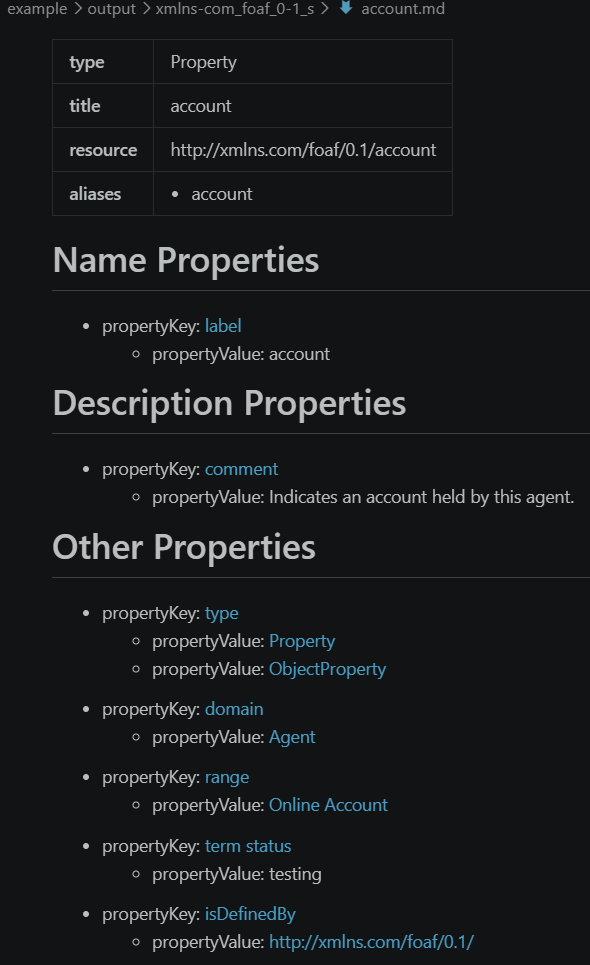 example > output > xmlns-com_foaf_0-1_s > account.md
type Property
title account
resource http://xmlns.com/foaf/0.1/account
aliases • account
Name Properties
• propertyKey: label
◦ propertyValue: account
Description Properties
• propertyKey: comment
◦ propertyValue: Indicates an account held by this agent.
Other Properties
• propertyKey: type
◦ propertyValue: Property
◦ propertyValue: ObjectProperty
• propertyKey: domain
◦ propertyValue: Agent
• propertyKey: range
◦ propertyValue: Online Account
• propertyKey: term status
◦ propertyValue: testing
• propertyKey: isDefinedBy
◦ propertyValue: http://xmlns.com/foaf/0.1/